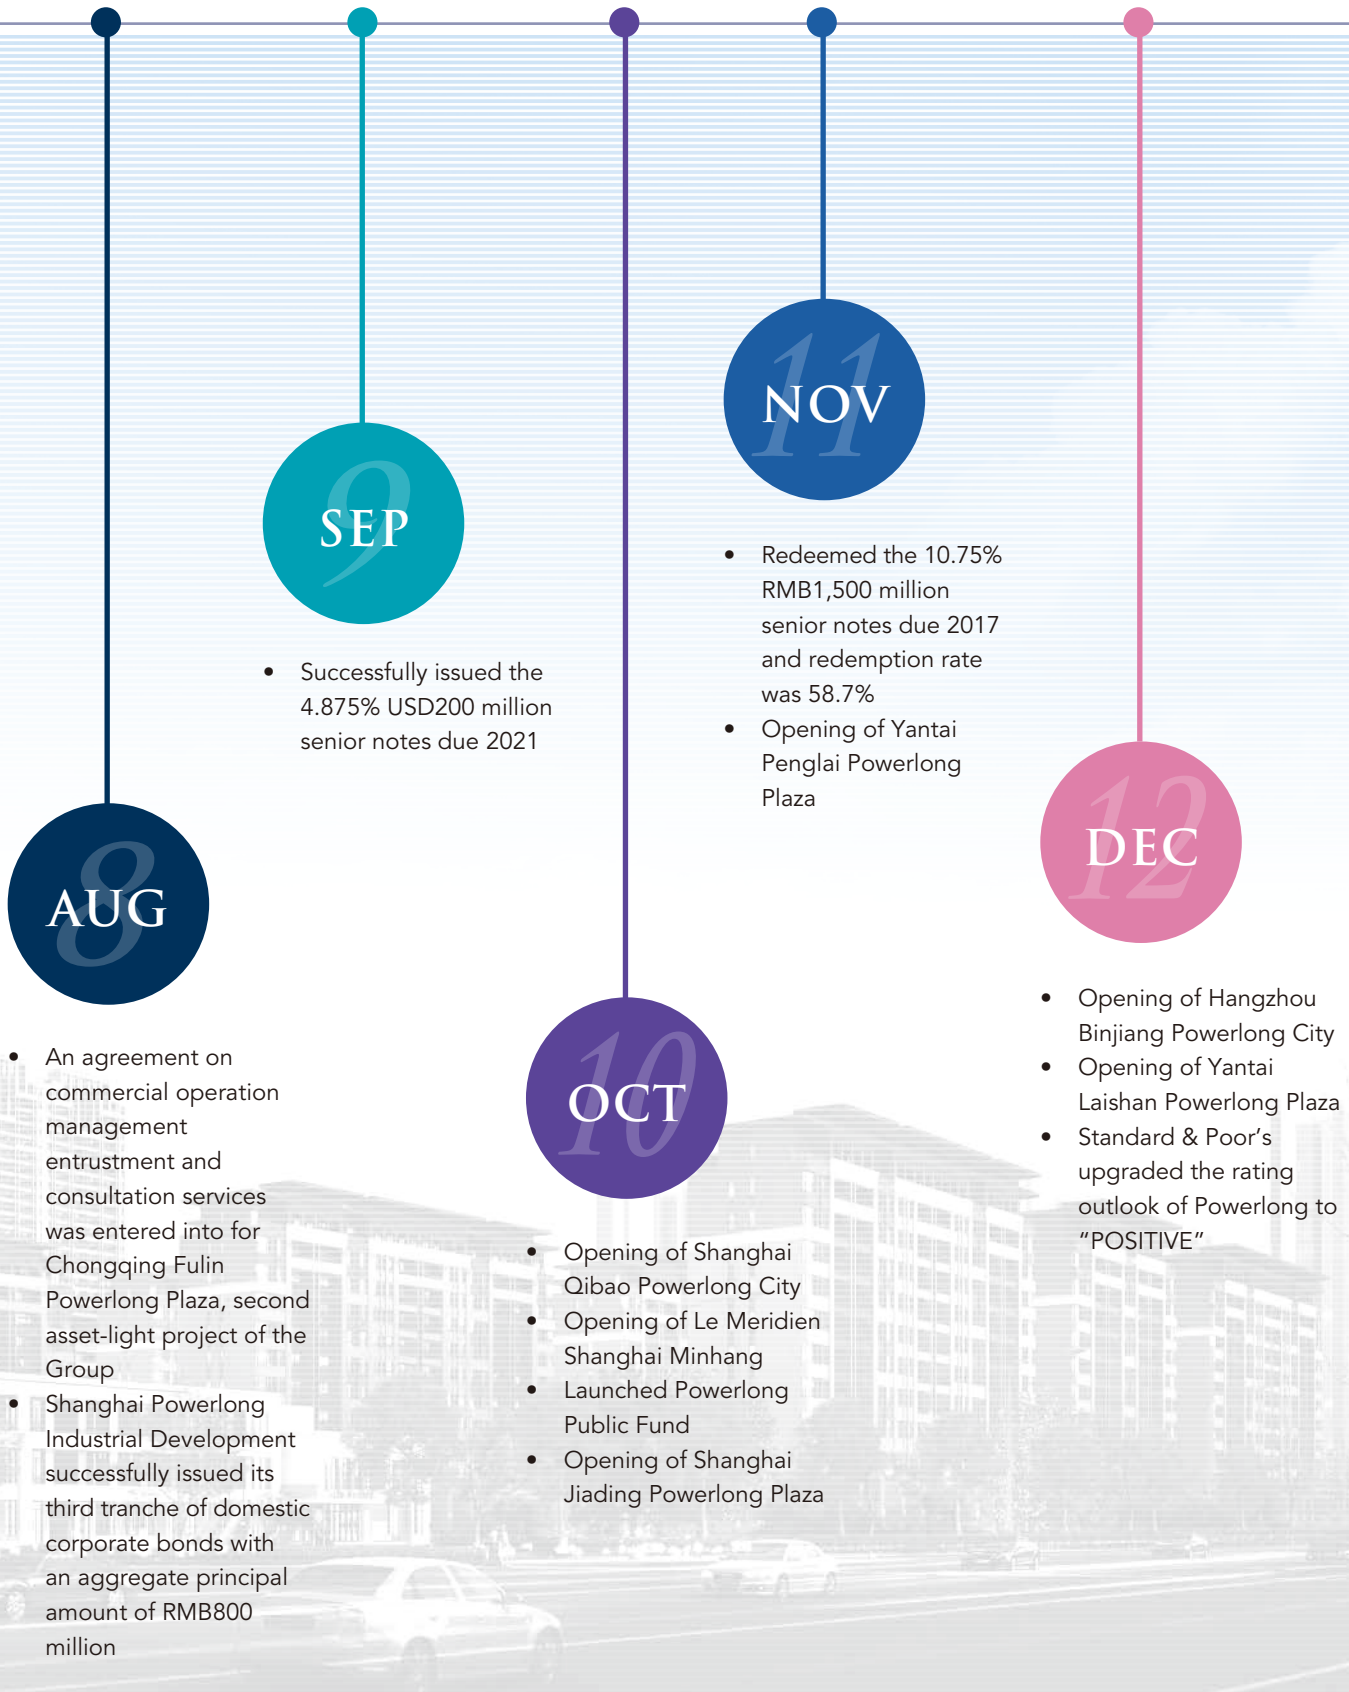 8
AUG
• An agreement on
commercial operation
management
entrustment and
consultation services
was entered into for
Chongqing Fulin
Powerlong Plaza, second
asset-light project of the
Group
• Shanghai Powerlong
Industrial Development
successfully issued its
third tranche of domestic
corporate bonds with
an aggregate principal
amount of RMB800
million
9
SEP
• Successfully issued the
4.875% USD200 million
senior notes due 2021
10
OCT
• Opening of Shanghai
Qibao Powerlong City
• Opening of Le Meridien
Shanghai Minhang
• Launched Powerlong
Public Fund
• Opening of Shanghai
Jiading Powerlong Plaza
11
NOV
• Redeemed the 10.75%
RMB1,500 million
senior notes due 2017
and redemption rate
was 58.7%
• Opening of Yantai
Penglai Powerlong
Plaza
12
DEC
• Opening of Hangzhou
Binjiang Powerlong City
• Opening of Yantai
Laishan Powerlong Plaza
• Standard & Poor’s
upgraded the rating
outlook of Powerlong to
“POSITIVE”